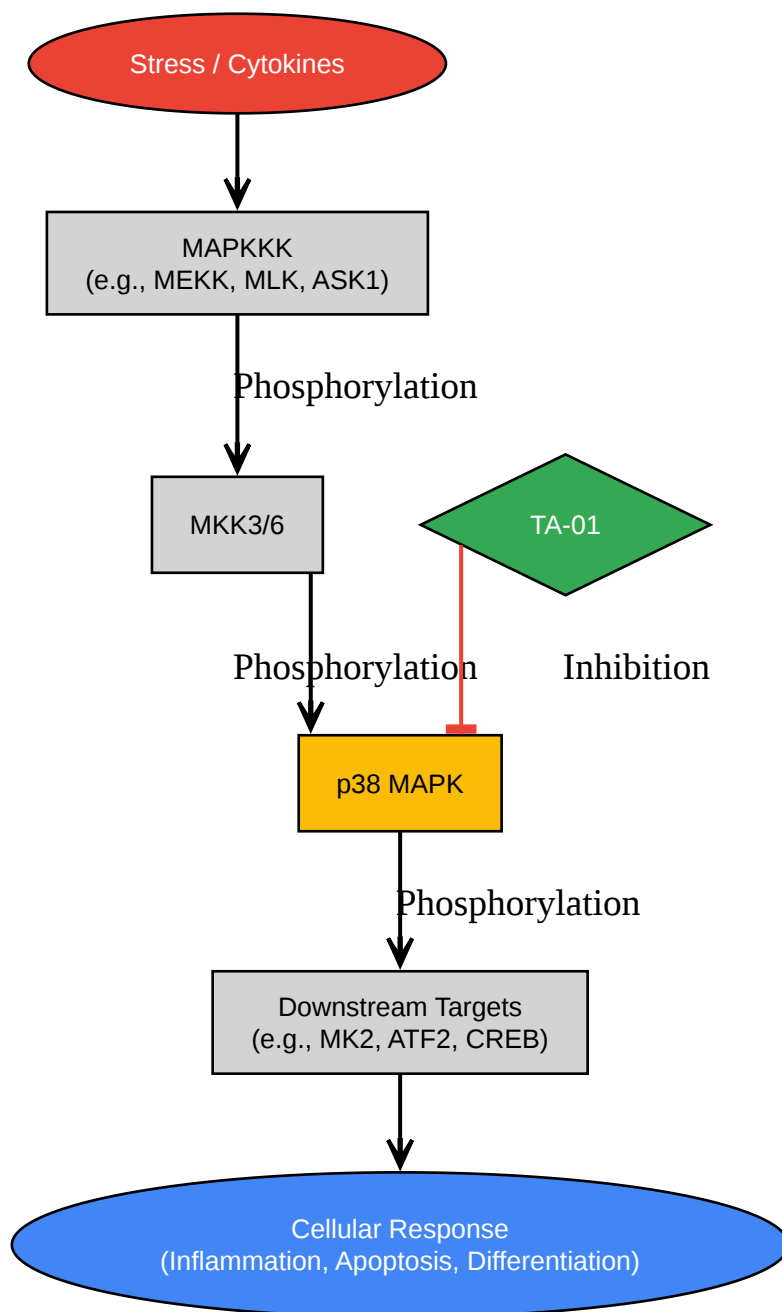 Stress / Cytokines
MAPKKK
(e.g., MEKK, MLK, ASK1)
Phosphorylation
MKK3/6
TA-01
Phosphorylation
Inhibition
p38 MAPK
Phosphorylation
Downstream Targets
(e.g., MK2, ATF2, CREB)
Cellular Response
(Inflammation, Apoptosis, Differentiation)